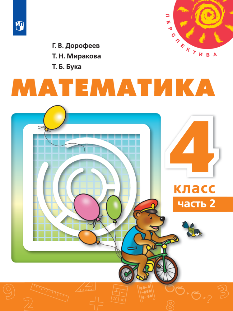 ПЕРСПЕКТИВА
Г. В. Дорофеев
Т. Н. Миракова
Т. Б. Бука
МАТЕМАТИКА
4
класс
часть 2